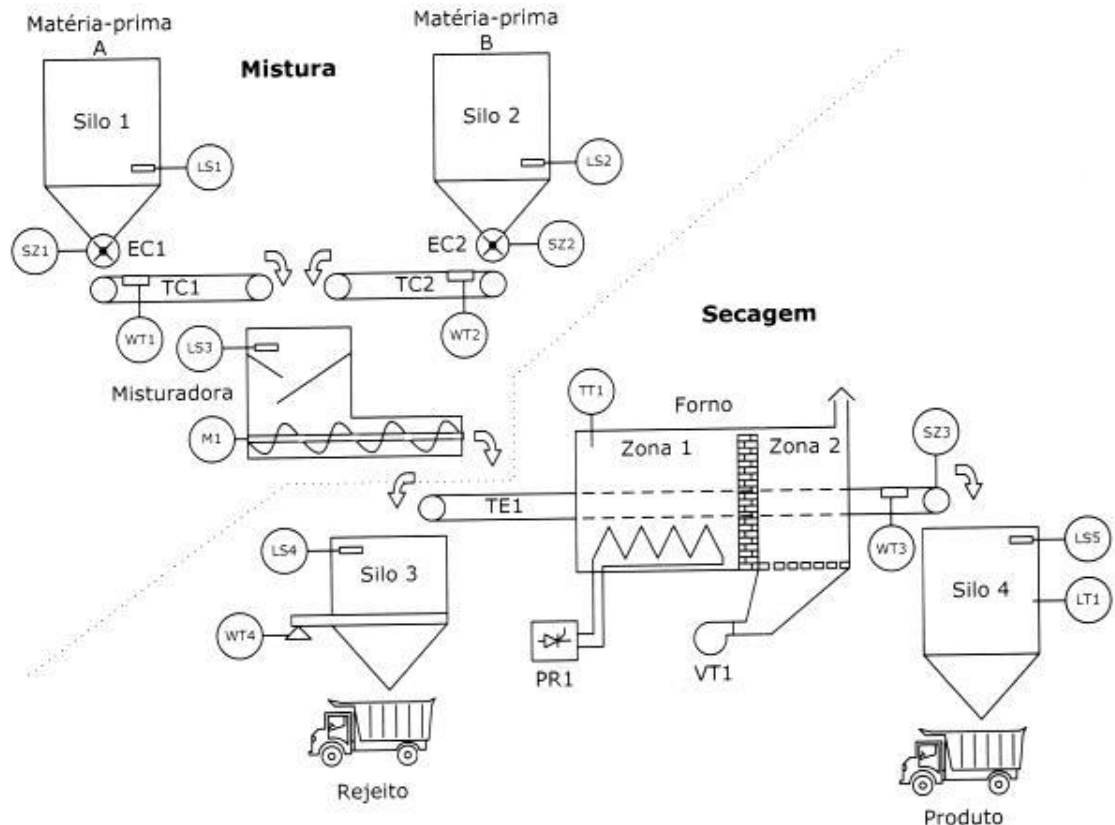 Matéria-prima
A
Matéria-prima
B
Mistura
Silo 1
Silo 2
LS1
LS2
SZ1
EC1
EC2
SZ2
TC1
TC2
WT1
WT2
LS3
Misturadora
M1
Secagem
TT1
Forno
SZ3
Zona 1
Zona 2
TE1
WT3
LS4
Silo 3
LS5
Silo 4
LT1
WT4
PR1
VT1
Rejeito
Produto